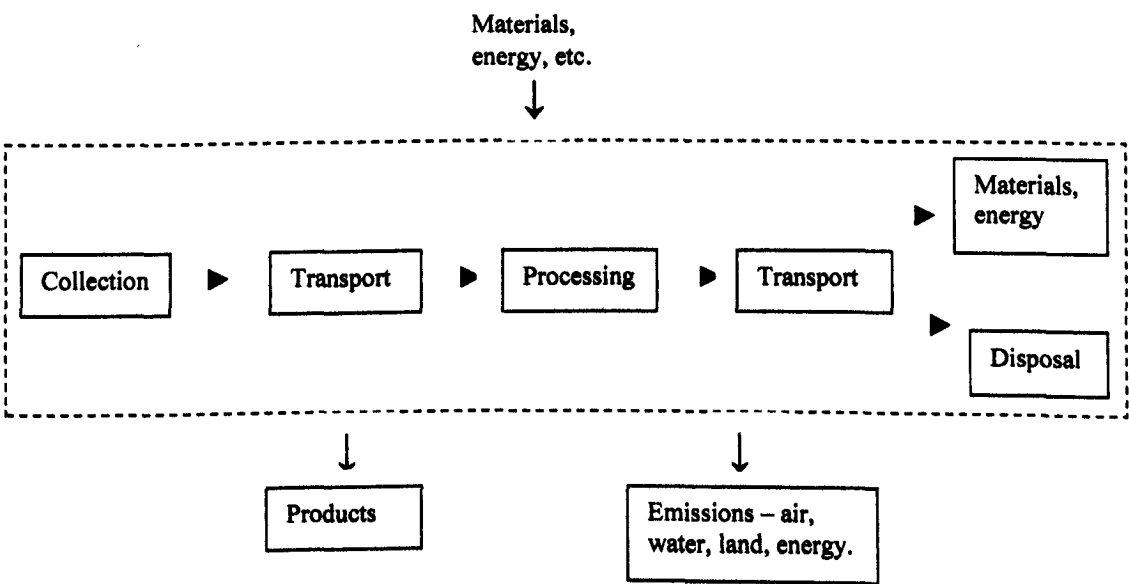 Materials,
energy, etc.
Materials,
energy
Collection
Transport
Processing
Transport
Disposal
Products
Emissions – air,
water, land, energy.